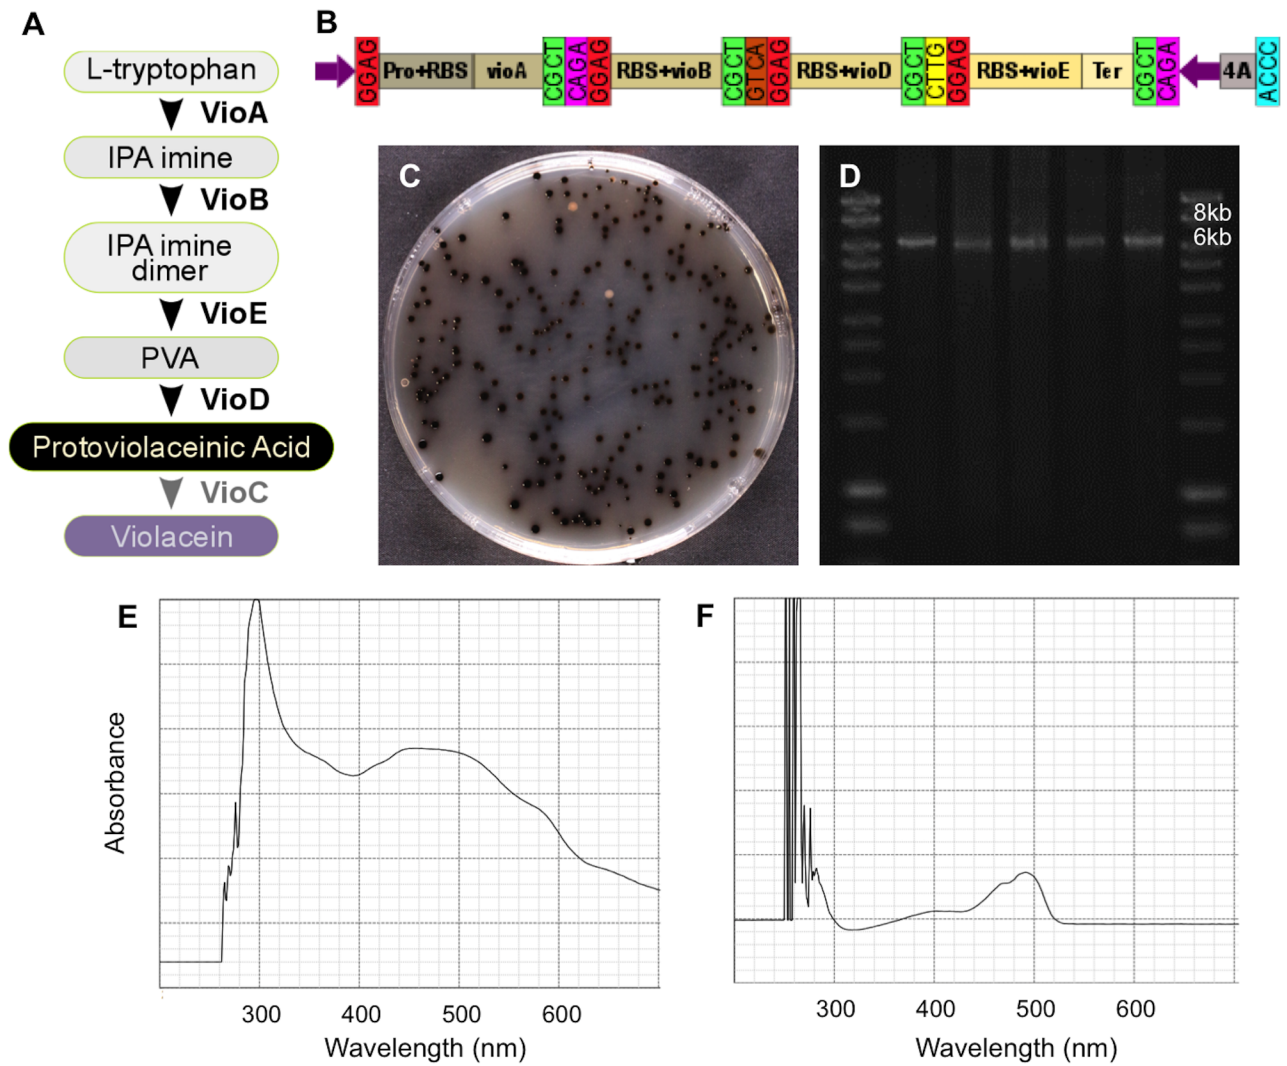 A
L-tryptophan
VioA
IPA imine
VioB
IPA imine
dimer
VioE
PVA
VioD
Protoviolaceinic Acid
VioC
Violacein
B
GGAG Pro+RBS vioA CGCT CAGA GGAG RBS+vioB CGCT GTCA GGAG RBS+vioD CGCT CTTG GGAG RBS+vioE Ter CGCT CAGA 4A ACCC
C
D
8kb
6kb
E
Absorbance
300 400 500 600
Wavelength (nm)
F
300 400 500 600
Wavelength (nm)